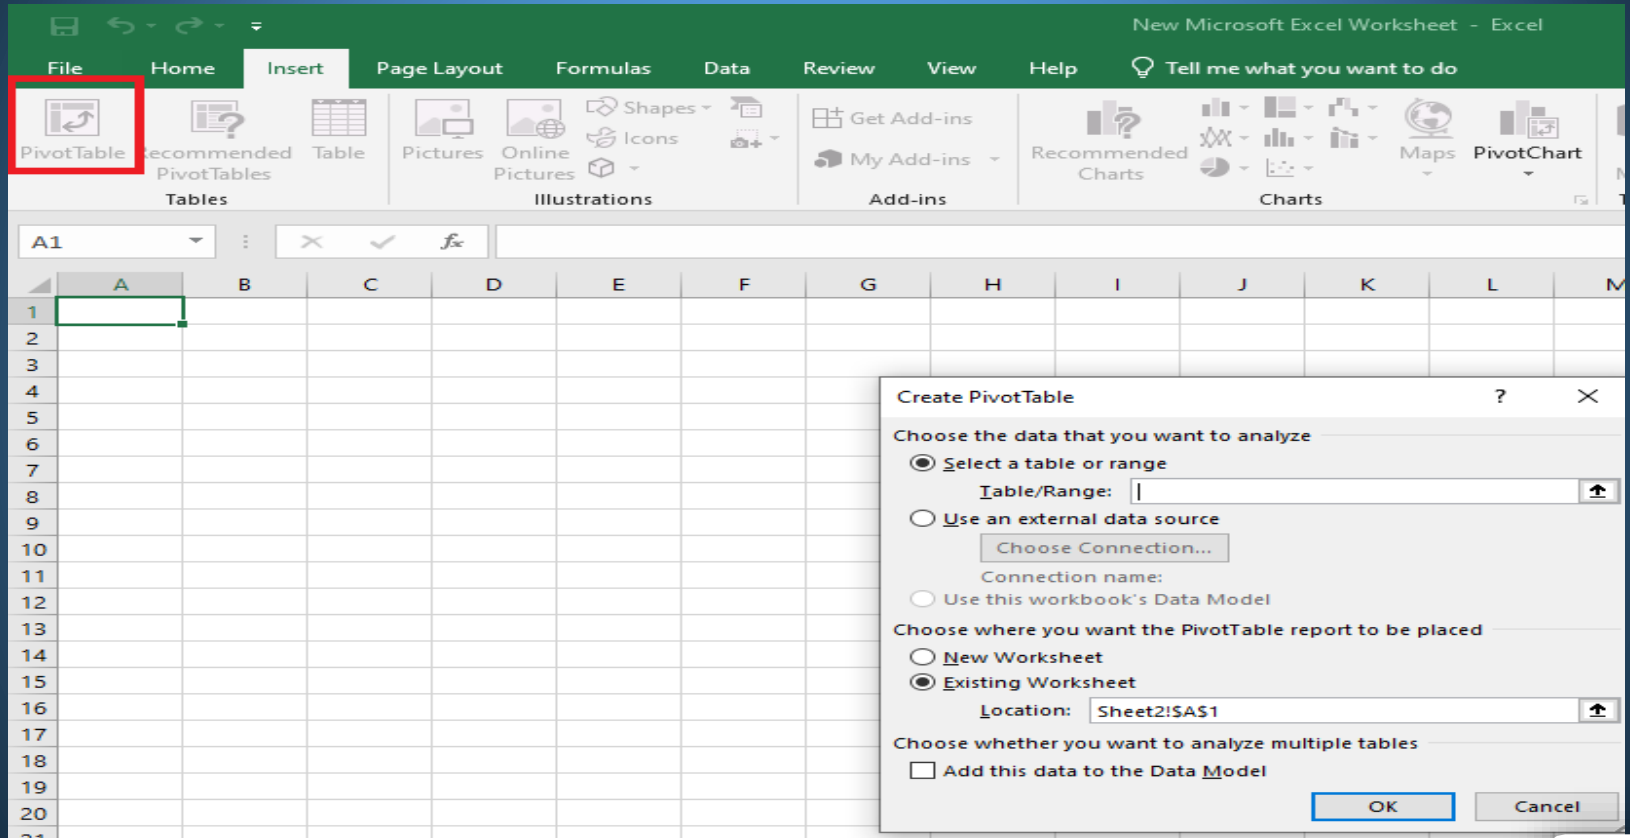 New Microsoft Excel Worksheet - Excel
File Home Insert Page Layout Formulas Data Review View Help Tell me what you want to do
PivotTable
Recommended
PivotTables
Table
Tables
Pictures
Online
Pictures
Shapes
Icons
Illustrations
Get Add-ins
My Add-ins
Add-ins
Recommended
Charts
Maps
PivotChart
Charts
A1
fx
A B C D E F G H I J K L
1
2
3
4
5
6
7
8
9
10
11
12
13
14
15
16
17
18
19
20
Create PivotTable ? 
Choose the data that you want to analyze
Select a table or range
Table/Range:
Use an external data source
Choose Connection...
Connection name:
Use this workbook's Data Model
Choose where you want the PivotTable report to be placed
New Worksheet
Existing Worksheet
Location: Sheet2!$A$1
Choose whether you want to analyze multiple tables
Add this data to the Data Model
OK Cancel